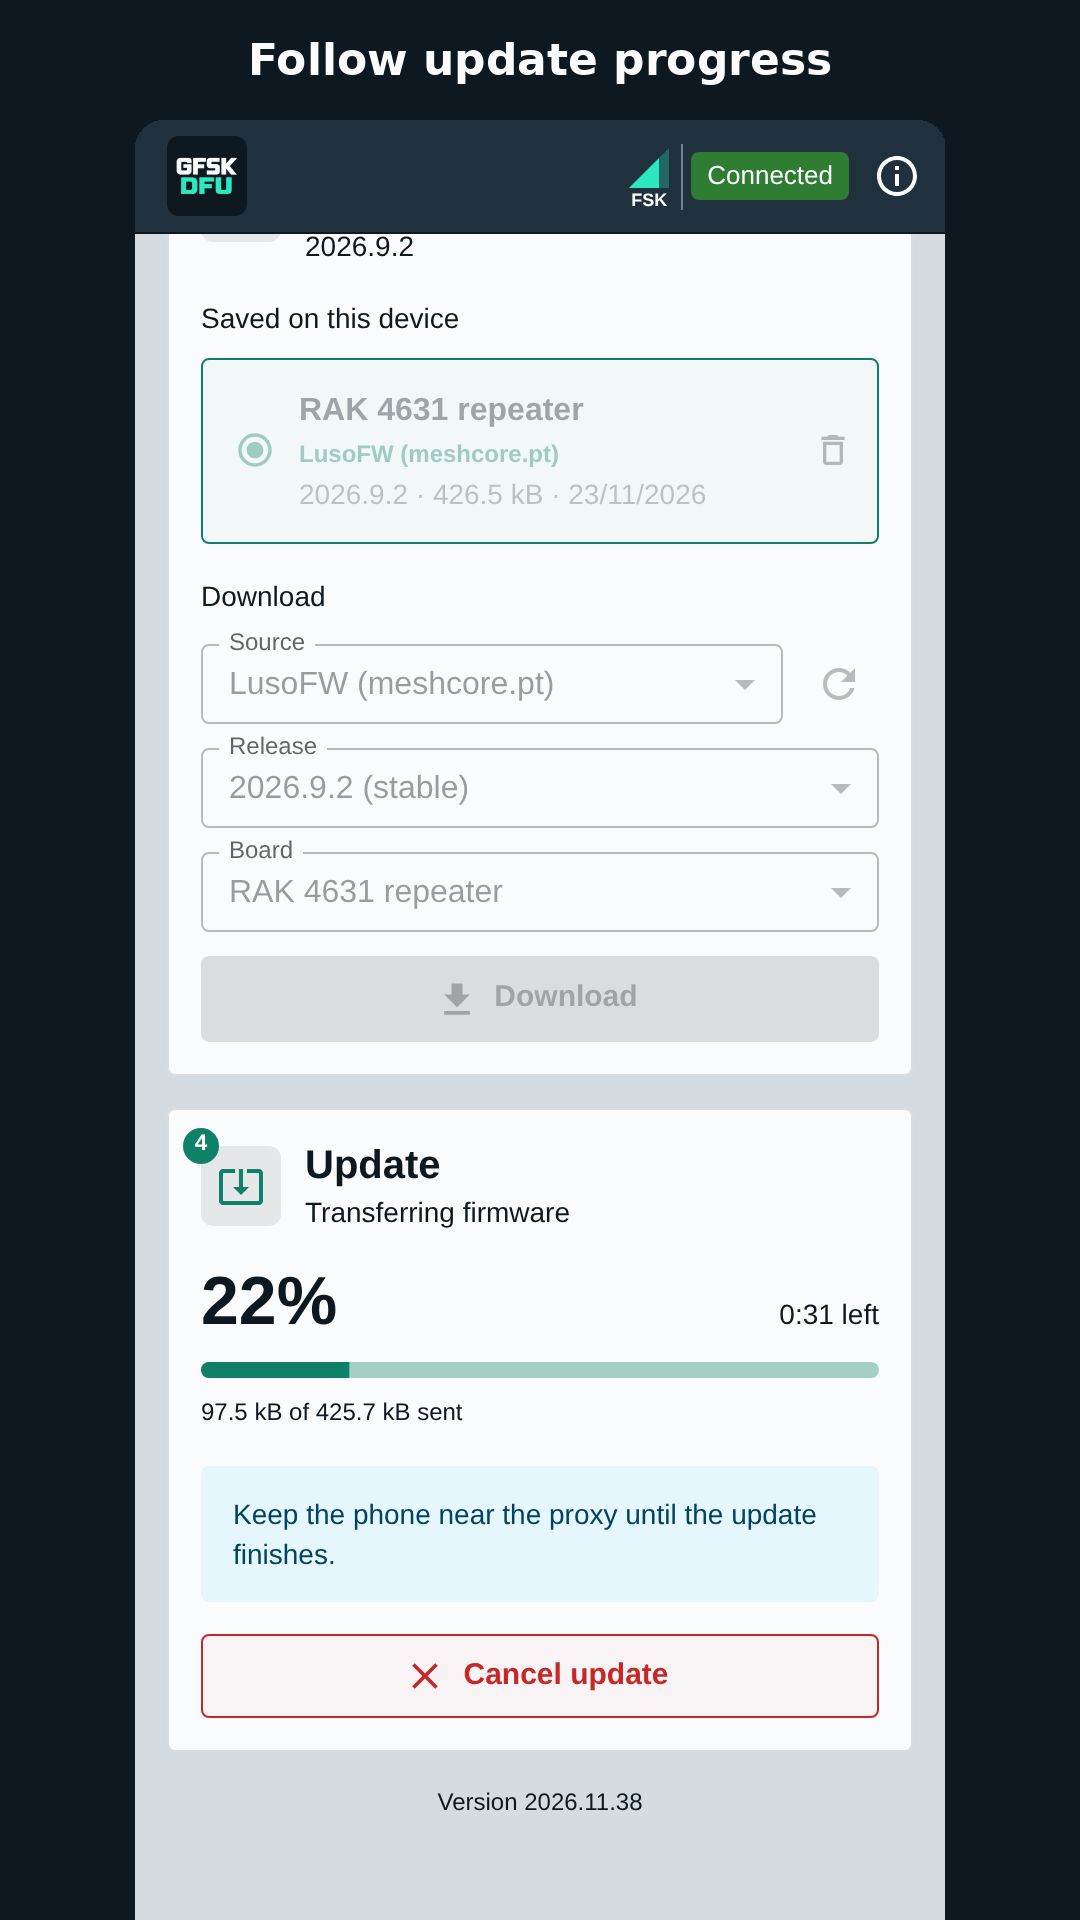 Follow update progress
GFSK
DFU
FSK
Connected
2026.9.2
Saved on this device
RAK 4631 repeater
LusoFW (meshcore.pt)
2026.9.2 · 426.5 kB · 23/11/2026
Download
Source
LusoFW (meshcore.pt)
Release
2026.9.2 (stable)
Board
RAK 4631 repeater
Download
4
Update
Transferring firmware
22%
0:31 left
97.5 kB of 425.7 kB sent
Keep the phone near the proxy until the update
finishes.
Cancel update
Version 2026.11.38